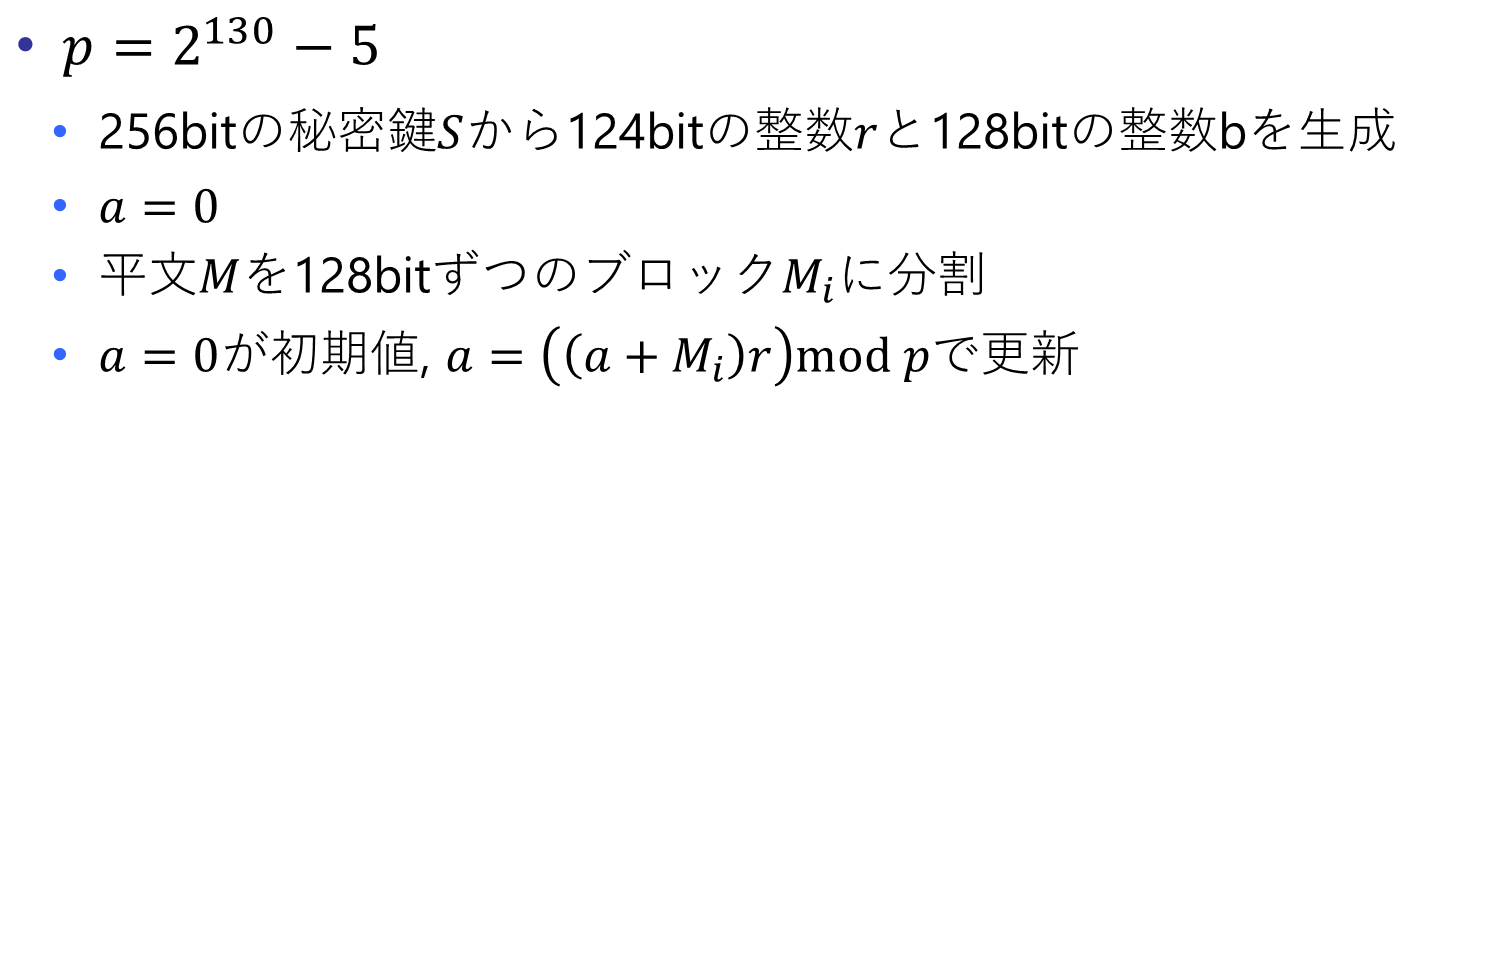 • p = 2^130 − 5
• 256bitの秘密鍵Sから124bitの整数rと128bitの整数bを生成
• a = 0
• 平文Mを128bitずつのブロックM_iに分割
• a = 0が初期値, a = ((a + M_i)r)mod pで更新